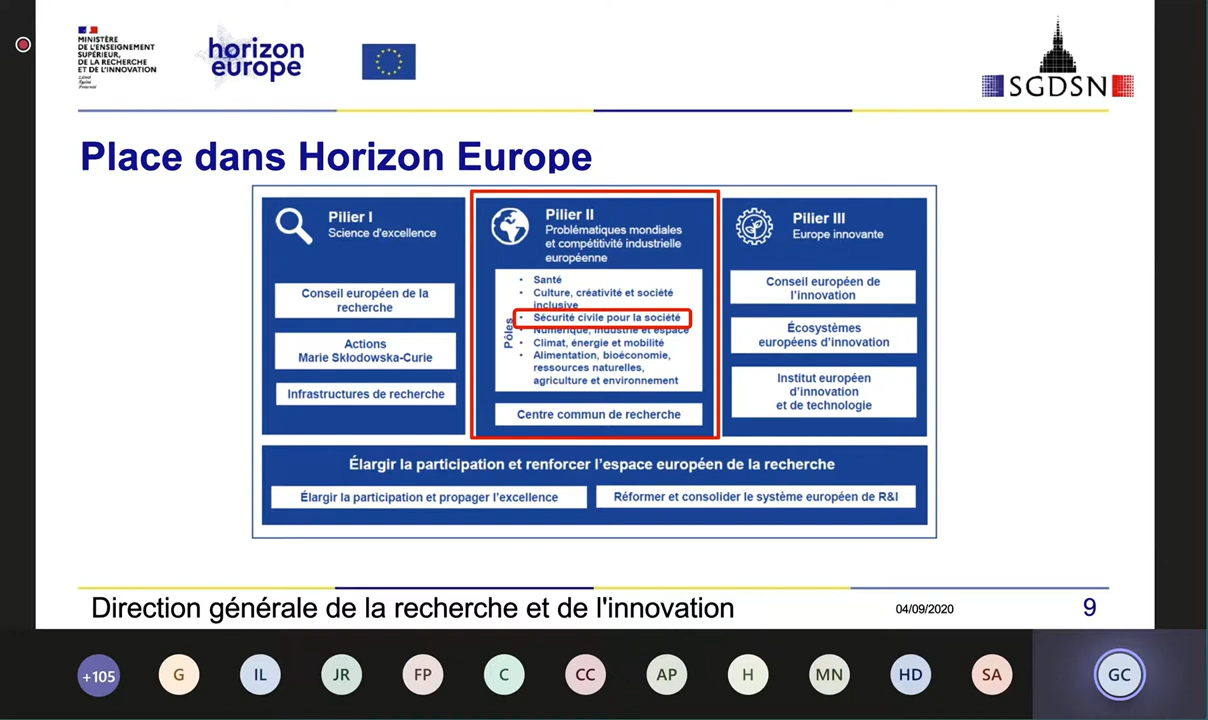 MINISTÈRE
DE L'ENSEIGNEMENT
SUPÉRIEUR,
DE LA RECHERCHE
ET DE L'INNOVATION
Liberté
Égalité
Fraternité
horizon
europe
SGDSN
Place dans Horizon Europe
Pilier I
Science d'excellence
Conseil européen de la
recherche
Actions
Marie Skłodowska-Curie
Infrastructures de recherche
Pilier II
Problématiques mondiales
et compétitivité industrielle
européenne
Pôles
• Santé
• Culture, créativité et société
inclusive
• Sécurité civile pour la société
• Numérique, industrie et espace
• Climat, énergie et mobilité
• Alimentation, bioéconomie,
ressources naturelles,
agriculture et environnement
Centre commun de recherche
Pilier III
Europe innovante
Conseil européen de
l'innovation
Écosystèmes
européens d'innovation
Institut européen
d'innovation
et de technologie
Élargir la participation et renforcer l'espace européen de la recherche
Élargir la participation et propager l'excellence
Réformer et consolider le système européen de R&I
Direction générale de la recherche et de l'innovation
04/09/2020
9
+105
G
IL
JR
FP
C
CC
AP
H
MN
HD
SA
GC